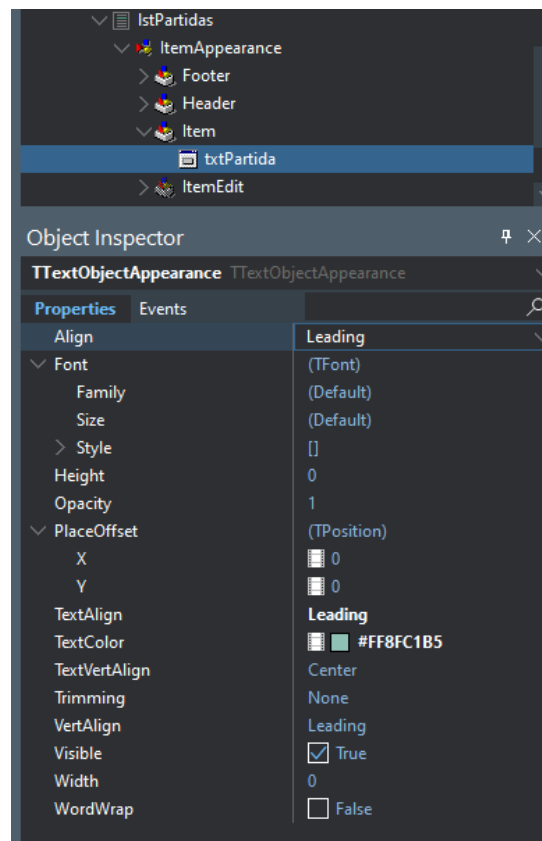 lstPartidas
ItemAppearance
Footer
Header
Item
txtPartida
ItemEdit
Object Inspector
TTextObjectAppearance TTextObjectAppearance
Properties Events
Align Leading
Font (TFont)
Family (Default)
Size (Default)
Style []
Height 0
Opacity 1
PlaceOffset (TPosition)
X 0
Y 0
TextAlign Leading
TextColor #FF8FC1B5
TextVertAlign Center
Trimming None
VertAlign Leading
Visible True
Width 0
WordWrap False